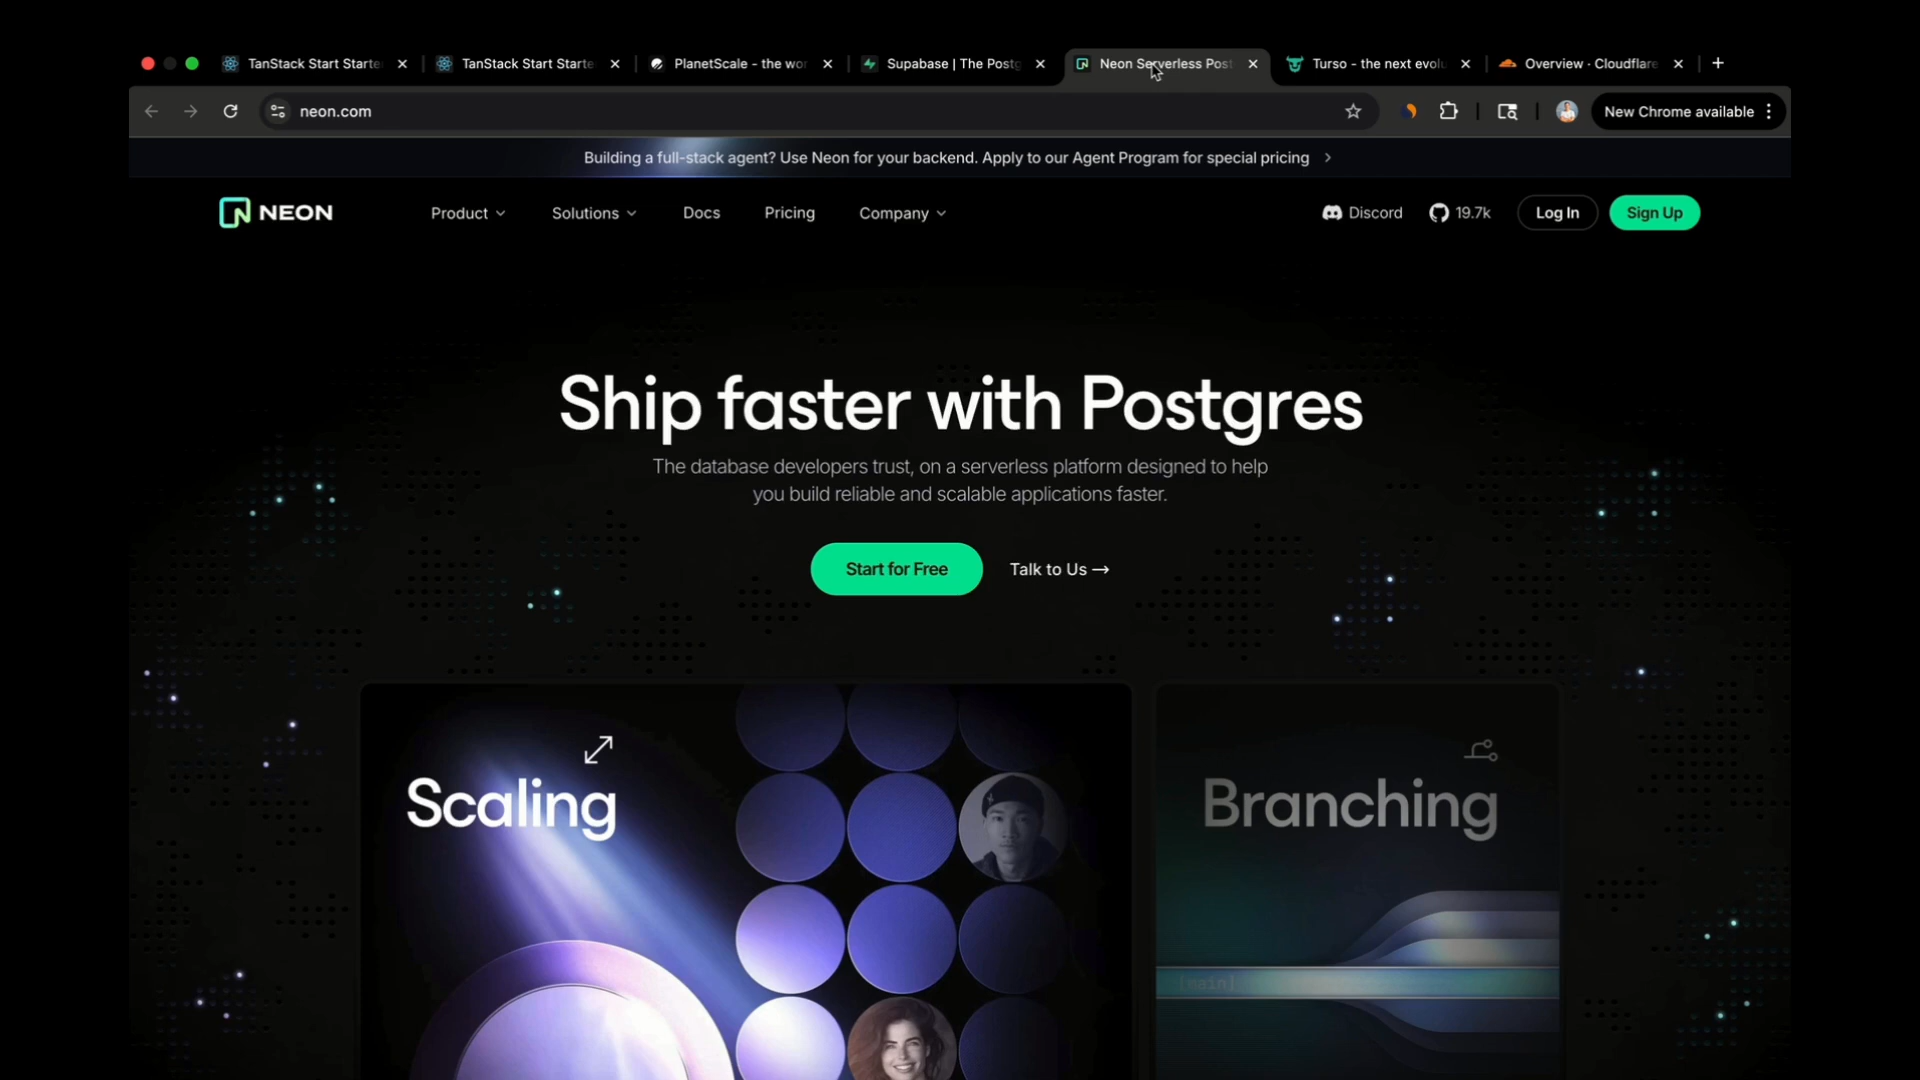 TanStack Start Starte
TanStack Start Starte
PlanetScale - the wor
Supabase | The Postg
Neon Serverless Post
Turso - the next evolu
Overview · Cloudflare
neon.com
New Chrome available
Building a full-stack agent? Use Neon for your backend. Apply to our Agent Program for special pricing
NEON
Product
Solutions
Docs
Pricing
Company
Discord
19.7k
Log In
Sign Up
Ship faster with Postgres
The database developers trust, on a serverless platform designed to help
you build reliable and scalable applications faster.
Start for Free
Talk to Us →
Scaling
Branching
[main]